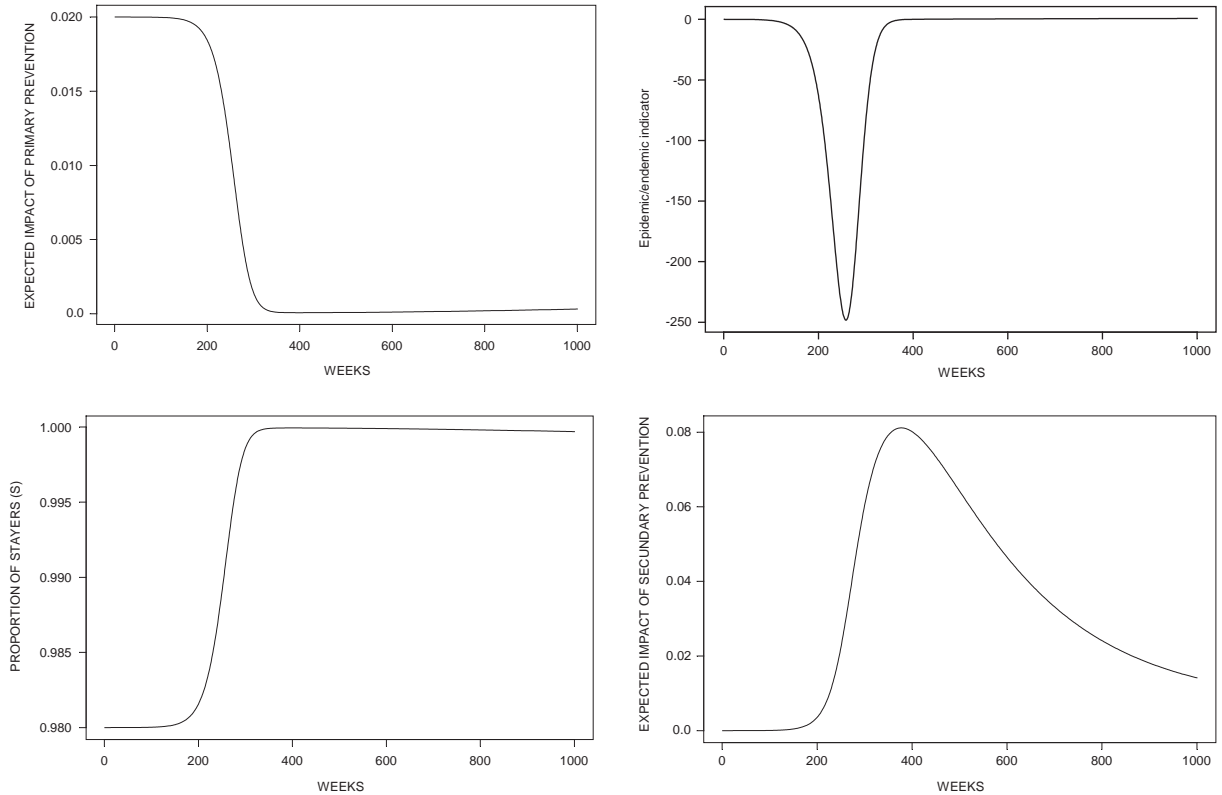 EXPECTED IMPACT OF PRIMARY PREVENTION
0.020
0.015
0.010
0.005
0.0
0 200 400 600 800 1000
WEEKS
Epidemic/endemic indicator
0
-50
-100
-150
-200
-250
0 200 400 600 800 1000
WEEKS
PROPORTION OF STAYERS (S)
1.000
0.995
0.990
0.985
0.980
0 200 400 600 800 1000
WEEKS
EXPECTED IMPACT OF SECUNDARY PREVENTION
0.08
0.06
0.04
0.02
0.0
0 200 400 600 800 1000
WEEKS